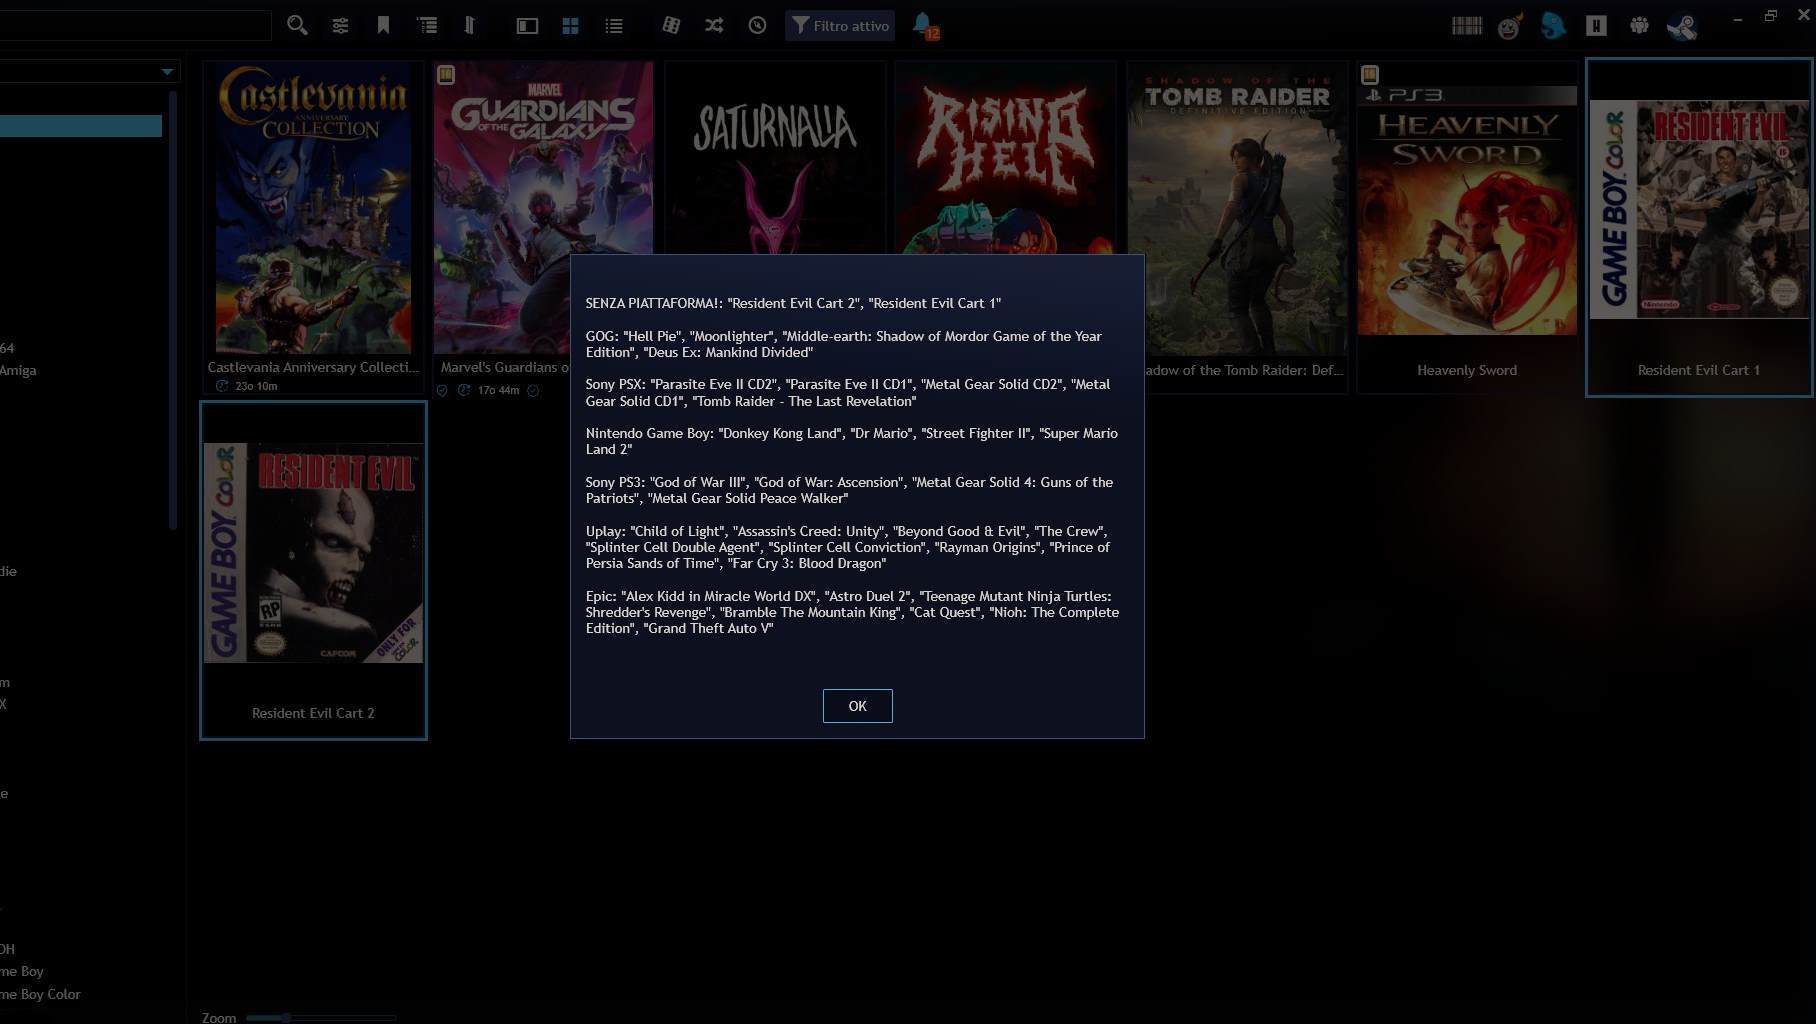 Filtro attivo
12
Castlevania
ANNIVERSARY
COLLECTION
MARVEL
GUARDIANS
OF THE GALAXY
SATURNALIA
RISING
HELL
SHADOW OF THE
TOMB RAIDER
DEFINITIVE EDITION
PS3
HEAVENLY
SWORD
GAME BOY COLOR
RESIDENT EVIL
Nintendo
Castlevania Anniversary Collecti...
23o 10m
Marvel's Guardians o
17o 44m
adow of the Tomb Raider: Def...
Heavenly Sword
Resident Evil Cart 1
64
Amiga
die
m
X
e
OH
me Boy
me Boy Color
GAME BOY COLOR
RESIDENT EVIL
RP
CAPCOM
ONLY FOR
COLOR
Resident Evil Cart 2
SENZA PIATTAFORMA!: "Resident Evil Cart 2", "Resident Evil Cart 1"
GOG: "Hell Pie", "Moonlighter", "Middle-earth: Shadow of Mordor Game of the Year
Edition", "Deus Ex: Mankind Divided"
Sony PSX: "Parasite Eve II CD2", "Parasite Eve II CD1", "Metal Gear Solid CD2", "Metal
Gear Solid CD1", "Tomb Raider - The Last Revelation"
Nintendo Game Boy: "Donkey Kong Land", "Dr Mario", "Street Fighter II", "Super Mario
Land 2"
Sony PS3: "God of War III", "God of War: Ascension", "Metal Gear Solid 4: Guns of the
Patriots", "Metal Gear Solid Peace Walker"
Uplay: "Child of Light", "Assassin's Creed: Unity", "Beyond Good & Evil", "The Crew",
"Splinter Cell Double Agent", "Splinter Cell Conviction", "Rayman Origins", "Prince of
Persia Sands of Time", "Far Cry 3: Blood Dragon"
Epic: "Alex Kidd in Miracle World DX", "Astro Duel 2", "Teenage Mutant Ninja Turtles:
Shredder's Revenge", "Bramble The Mountain King", "Cat Quest", "Nioh: The Complete
Edition", "Grand Theft Auto V"
OK
Zoom